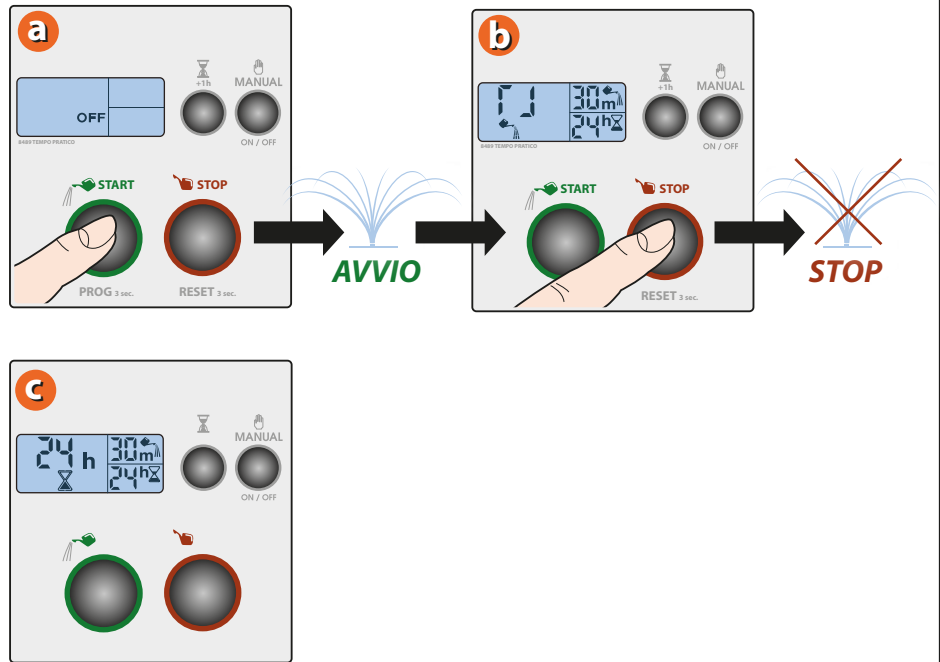 a
+1h
MANUAL
OFF
8489 TEMPO PRATICO
ON / OFF
START
STOP
PROG 3 sec.
RESET 3 sec.
AVVIO
b
+1h
MANUAL
30m
24h
8489 TEMPO PRATICO
ON / OFF
START
STOP
RESET 3 sec.
STOP
c
MANUAL
24 h
30m
24h
ON / OFF